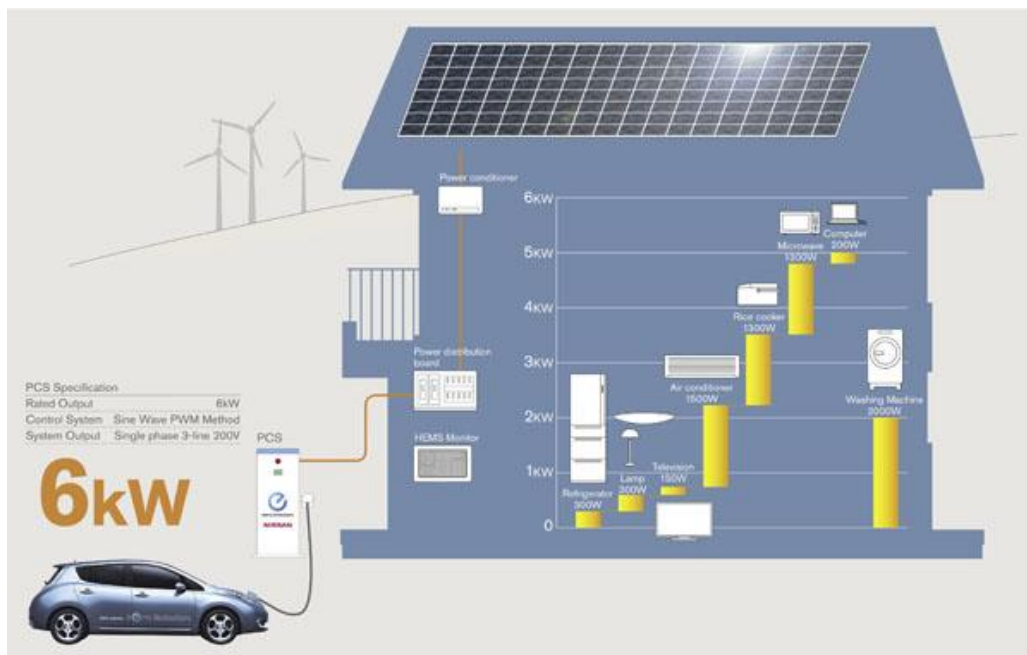 Power conditioner
6KW
5KW
4KW
3KW
2KW
1KW
0
Computer
200W
Microwave
1300W
Rice cooker
1300W
Air conditioner
1500W
Washing Machine
2000W
Television
150W
Lamp
300W
Refrigerator
300W
Power distribution
board
HEMS Monitor
PCS Specification
Rated Output 6kW
Control System Sine Wave PWM Method
System Output Single phase 3-line 200V
PCS
6kW
NISSAN